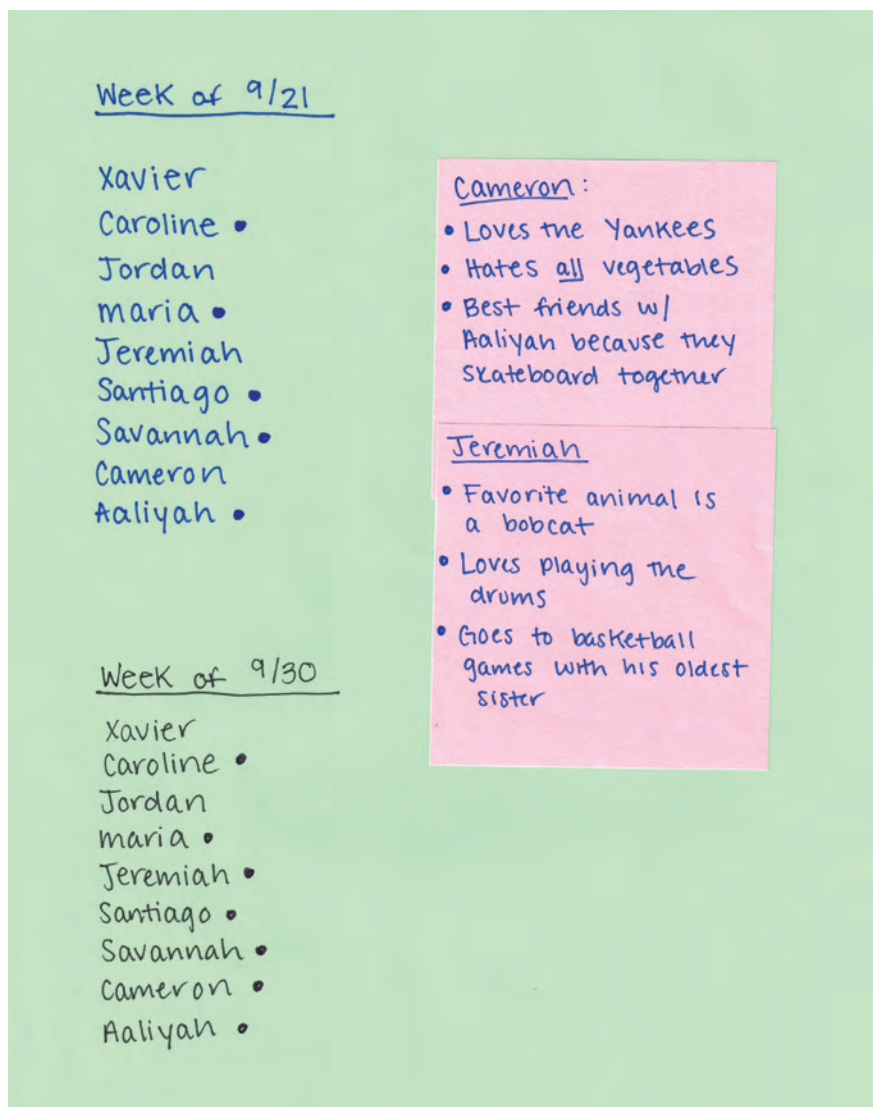 Week of 9/21
Xavier
Caroline •
Jordan
maria •
Jeremiah
Santiago •
Savannah •
Cameron
Aaliyah •
Cameron:
• Loves the Yankees
• Hates all vegetables
• Best friends w/
Aaliyah because they
skateboard together
Jeremiah
• Favorite animal is
a bobcat
• Loves playing the
drums
• Goes to basketball
games with his oldest
sister
Week of 9/30
Xavier
Caroline •
Jordan
maria •
Jeremiah •
Santiago •
Savannah •
Cameron •
Aaliyah •